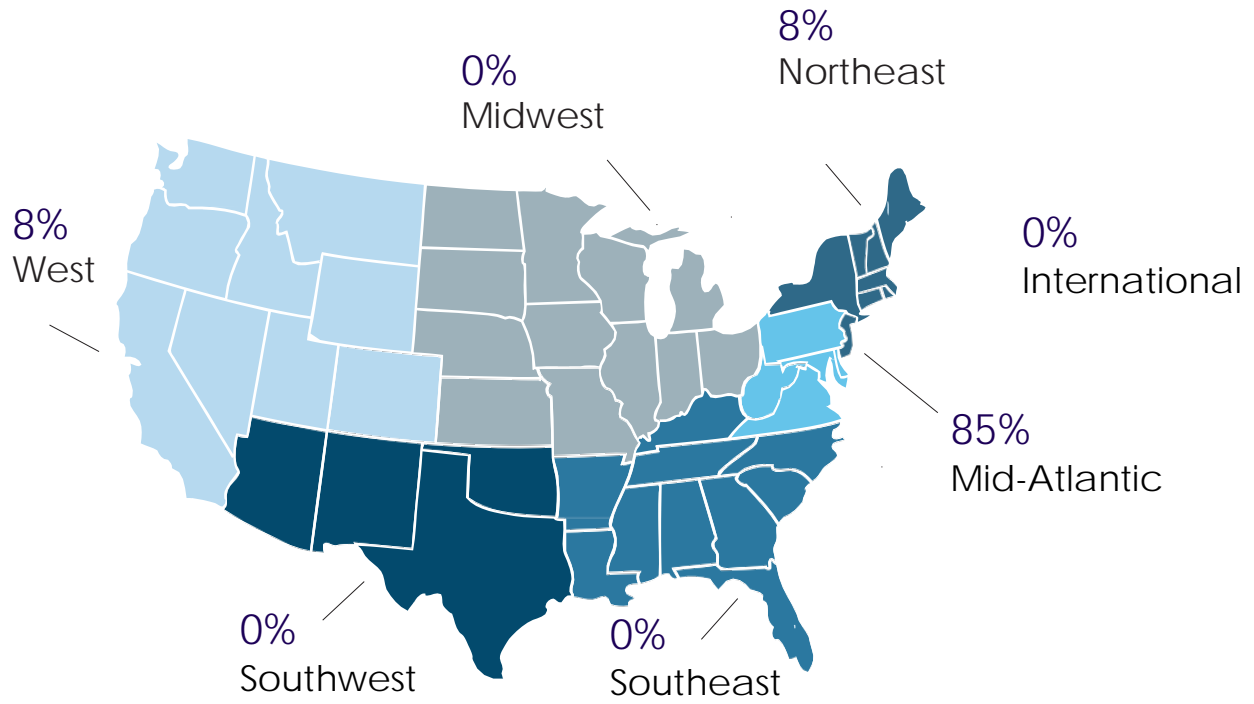 8%
Northeast
0%
Midwest
8%
West
0%
International
85%
Mid-Atlantic
0%
Southwest
0%
Southeast